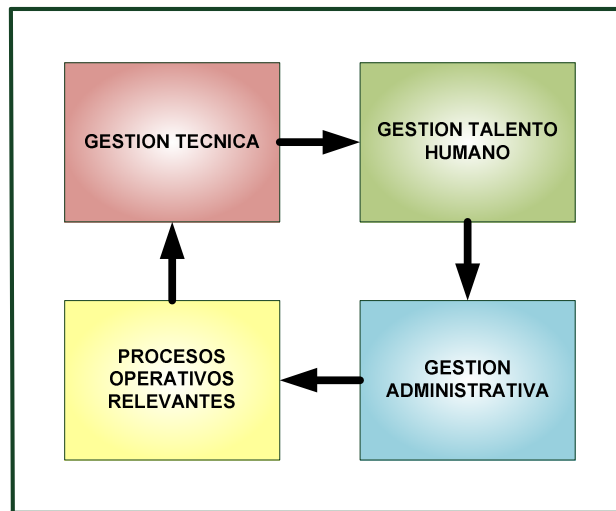 GESTION TECNICA
GESTION TALENTO
HUMANO
PROCESOS
OPERATIVOS
RELEVANTES
GESTION
ADMINISTRATIVA